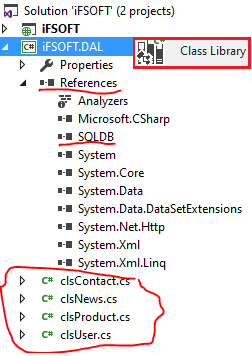 Solution 'iFSOFT' (2 projects)
iFSOFT
iFSOFT.DAL
Class Library
Properties
References
Analyzers
Microsoft.CSharp
SQLDB
System
System.Core
System.Data
System.Data.DataSetExtensions
System.Net.Http
System.Xml
System.Xml.Linq
C# clsContact.cs
C# clsNews.cs
C# clsProduct.cs
C# clsUser.cs